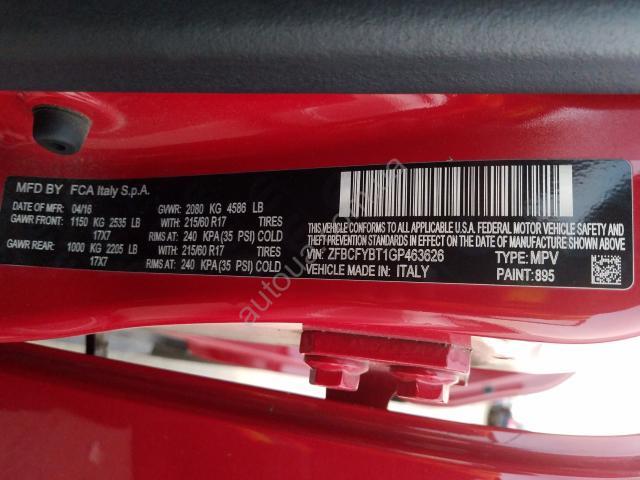 MFD BY FCA Italy S.p.A.
DATE OF MFR: 04/16 GVWR: 2080 KG 4586 LB
GAWR FRONT: 1150 KG 2535 LB WITH: 215/60 R17 TIRES
17X7 RIMS AT: 240 KPA (35 PSI) COLD
GAWR REAR: 1000 KG 2205 LB WITH: 215/60 R17 TIRES
17X7 RIMS AT: 240 KPA (35 PSI) COLD
THIS VEHICLE CONFORMS TO ALL APPLICABLE U.S.A. FEDERAL MOTOR VEHICLE SAFETY AND
THEFT PREVENTION STANDARDS IN EFFECT ON THE DATE OF MANUFACTURE SHOWN ABOVE.
VIN: ZFBCFYBT1GP463626 TYPE: MPV
VEHICLE MADE IN: ITALY PAINT: 895